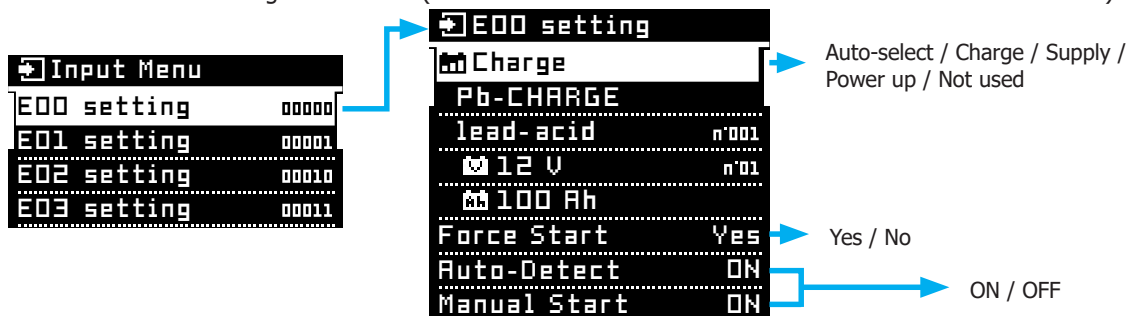 Input Menu
E00 setting 00000
E01 setting 00001
E02 setting 00010
E03 setting 00011
E00 setting
Charge
Pb-CHARGE
lead-acid n°001
12 V n°01
Ah 100 Ah
Force Start Yes
Auto-Detect ON
Manual Start ON
Auto-select / Charge / Supply /
Power up / Not used
Yes / No
ON / OFF